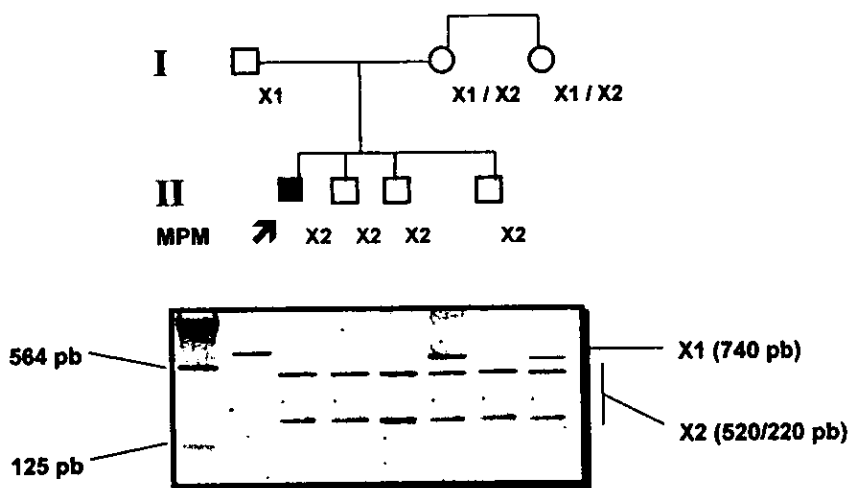 I
X1 X1 / X2 X1 / X2
II
MPM X2 X2 X2 X2
564 pb
X1 (740 pb)
X2 (520/220 pb)
125 pb